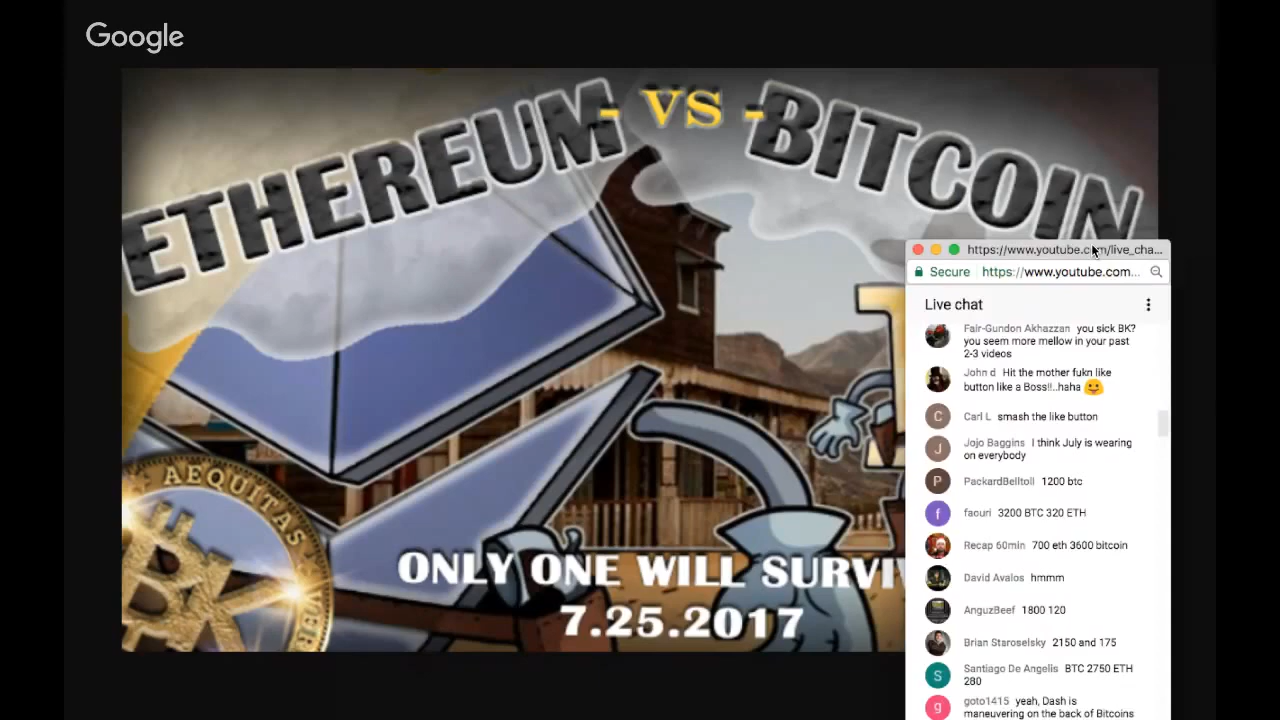 Google
ETHEREUM - VS - BITCOIN
https://www.youtube.com/live_cha...
Secure https://www.youtube.com...
Live chat
Fair-Gundon Akhazzan you sick BK?
you seem more mellow in your past
2-3 videos
John d Hit the mother fukn like
button like a Boss!!..haha
C Carl L smash the like button
J Jojo Baggins I think July is wearing
on everybody
P PackardBelltoll 1200 btc
f faouri 3200 BTC 320 ETH
Recap 60min 700 eth 3600 bitcoin
David Avalos hmmm
AnguzBeef 1800 120
Brian Staroselsky 2150 and 175
S Santiago De Angelis BTC 2750 ETH
280
g goto1415 yeah, Dash is
maneuvering on the back of Bitcoins
AEQUITAS
BK
ONLY ONE WILL SURVI
7.25.2017